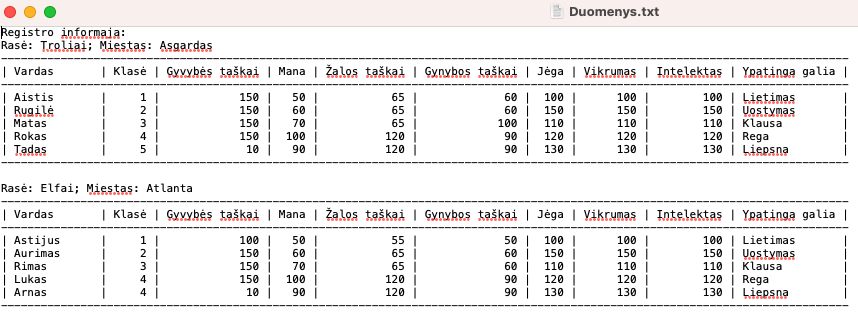 Duomenys.txt
Registro informaja:
Rasė: Troliai; Miestas: Asgardas
| Vardas | Klasė | Gyvybės taškai | Mana | Žalos taškai | Gynybos taškai | Jėga | Vikrumas | Intelektas | Ypatinga galia |
| Aistis | 1 | 150 | 50 | 65 | 60 | 100 | 100 | 100 | Lietimas |
| Rugilė | 2 | 150 | 60 | 65 | 60 | 150 | 150 | 150 | Uostymas |
| Matas | 3 | 150 | 70 | 65 | 100 | 110 | 110 | 110 | Klausa |
| Rokas | 4 | 150 | 100 | 120 | 90 | 120 | 120 | 120 | Rega |
| Tadas | 5 | 10 | 90 | 120 | 90 | 130 | 130 | 130 | Liepsna |
Rasė: Elfai; Miestas: Atlanta
| Vardas | Klasė | Gyvybės taškai | Mana | Žalos taškai | Gynybos taškai | Jėga | Vikrumas | Intelektas | Ypatinga galia |
| Astijus | 1 | 100 | 50 | 55 | 50 | 100 | 100 | 100 | Lietimas |
| Aurimas | 2 | 150 | 60 | 65 | 60 | 150 | 150 | 150 | Uostymas |
| Rimas | 3 | 150 | 70 | 65 | 60 | 110 | 110 | 110 | Klausa |
| Lukas | 4 | 150 | 100 | 120 | 90 | 120 | 120 | 120 | Rega |
| Arnas | 4 | 10 | 90 | 120 | 90 | 130 | 130 | 130 | Liepsna |